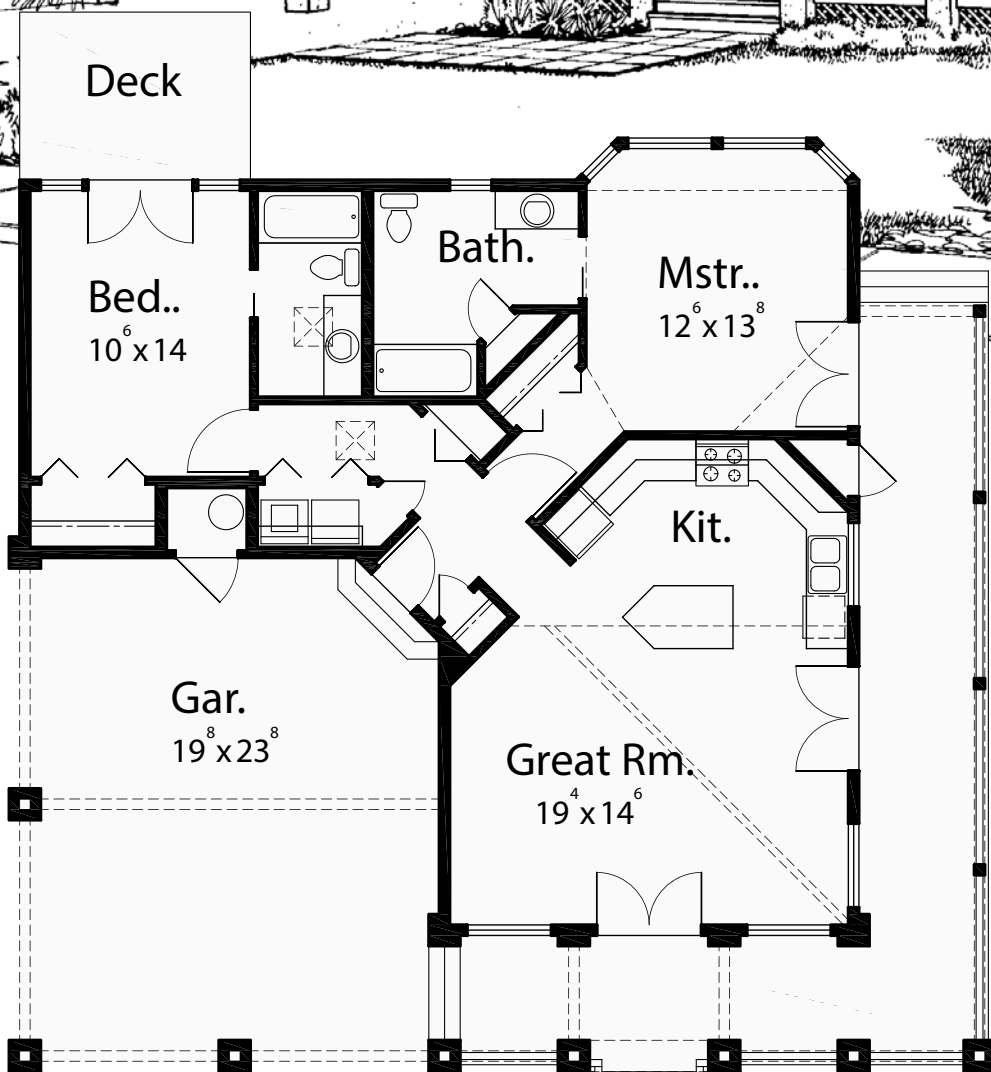 Deck
Bath.
Bed..
10⁶ x 14
Mstr..
12⁶ x 13⁸
Kit.
Gar.
19⁸ x 23⁸
Great Rm.
19⁴ x 14⁶